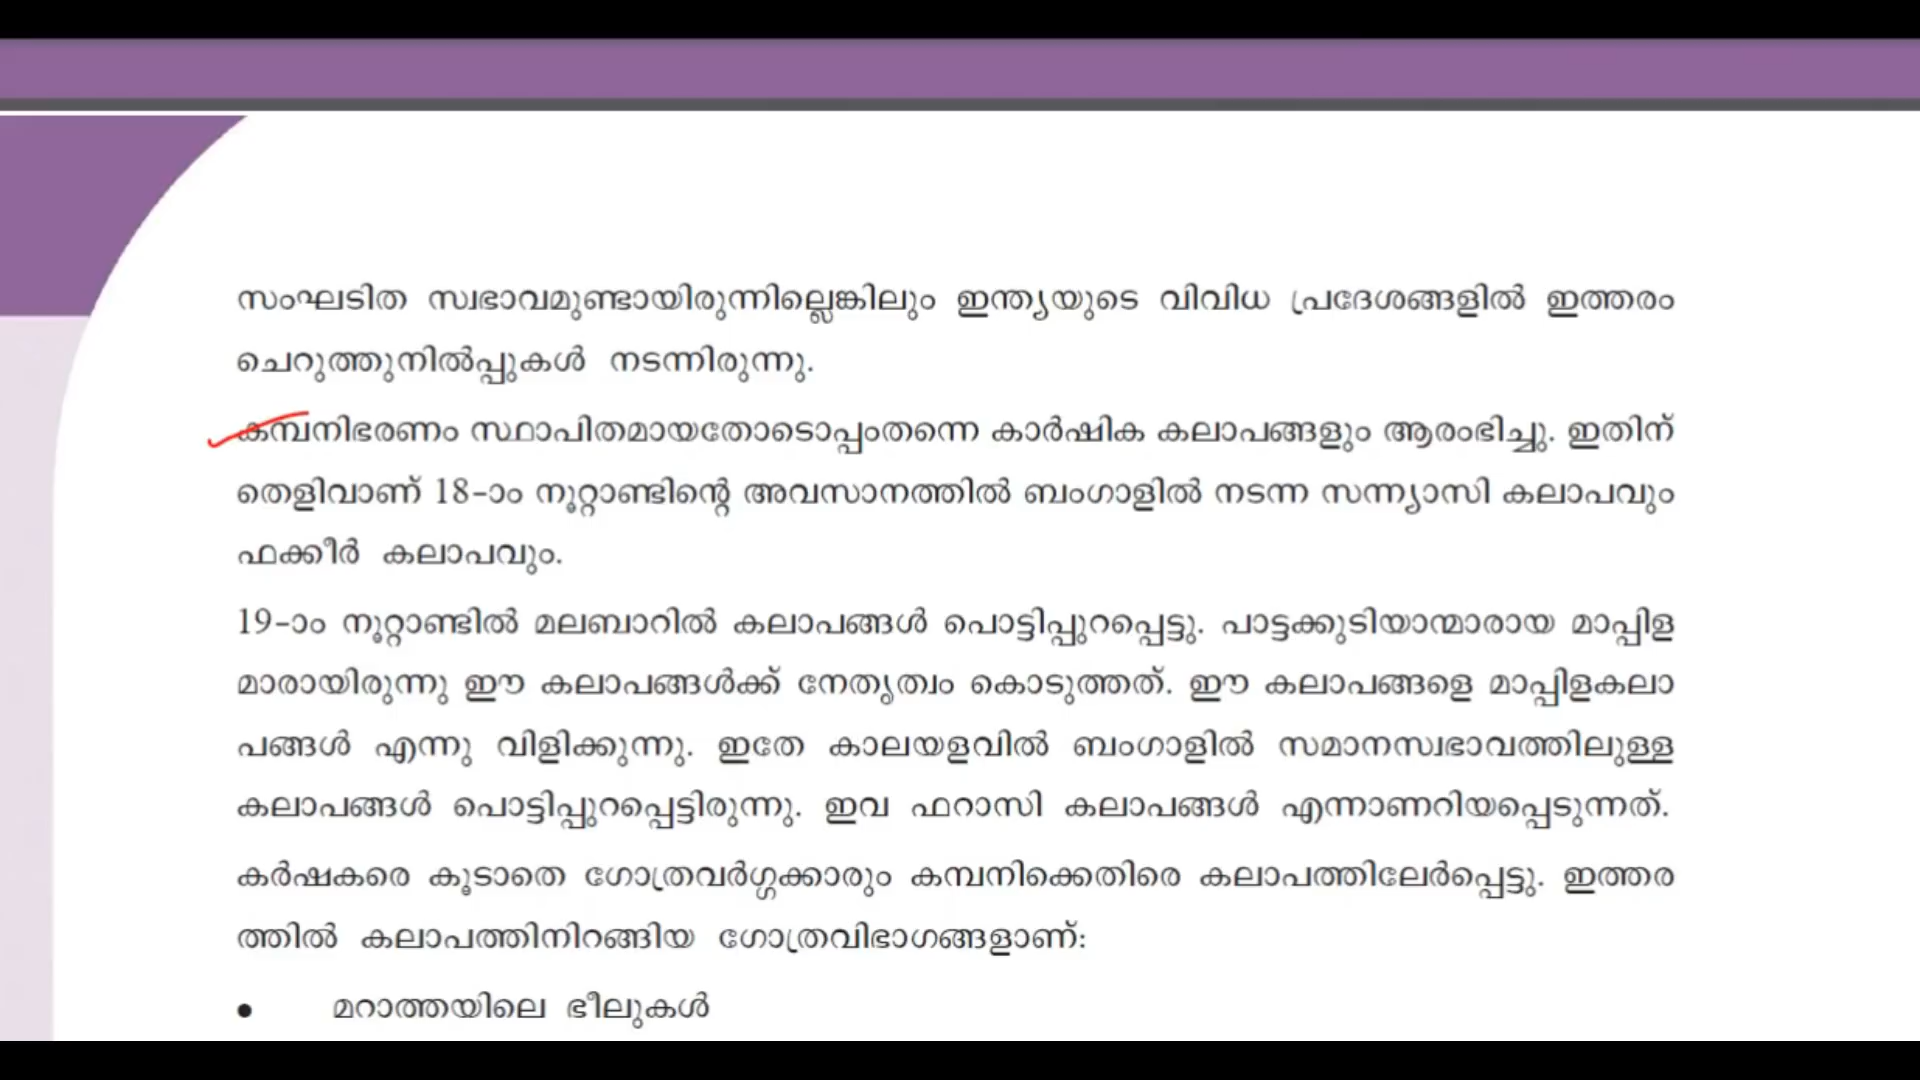 സംഘടിത സ്വഭാവമുണ്ടായിരുന്നില്ലെങ്കിലും ഇന്ത്യയുടെ വിവിധ പ്രദേശങ്ങളിൽ ഇത്തരം
ചെറുത്തുനിൽപ്പുകൾ നടന്നിരുന്നു.
കമ്പനിഭരണം സ്ഥാപിതമായതോടൊപ്പംതന്നെ കാർഷിക കലാപങ്ങളും ആരംഭിച്ചു. ഇതിന്
തെളിവാണ് 18-ാം നൂറ്റാണ്ടിന്റെ അവസാനത്തിൽ ബംഗാളിൽ നടന്ന സന്ന്യാസി കലാപവും
ഫക്കീർ കലാപവും.
19-ാം നൂറ്റാണ്ടിൽ മലബാറിൽ കലാപങ്ങൾ പൊട്ടിപ്പുറപ്പെട്ടു. പാട്ടക്കുടിയാന്മാരായ മാപ്പിള
മാരായിരുന്നു ഈ കലാപങ്ങൾക്ക് നേതൃത്വം കൊടുത്തത്. ഈ കലാപങ്ങളെ മാപ്പിളകലാ
പങ്ങൾ എന്നു വിളിക്കുന്നു. ഇതേ കാലയളവിൽ ബംഗാളിൽ സമാനസ്വഭാവത്തിലുള്ള
കലാപങ്ങൾ പൊട്ടിപ്പുറപ്പെട്ടിരുന്നു. ഇവ ഫറാസി കലാപങ്ങൾ എന്നാണറിയപ്പെടുന്നത്.
കർഷകരെ കൂടാതെ ഗോത്രവർഗ്ഗക്കാരും കമ്പനിക്കെതിരെ കലാപത്തിലേർപ്പെട്ടു. ഇത്തര
ത്തിൽ കലാപത്തിനിറങ്ങിയ ഗോത്രവിഭാഗങ്ങളാണ്:
• മറാത്തയിലെ ഭീലുകൾ